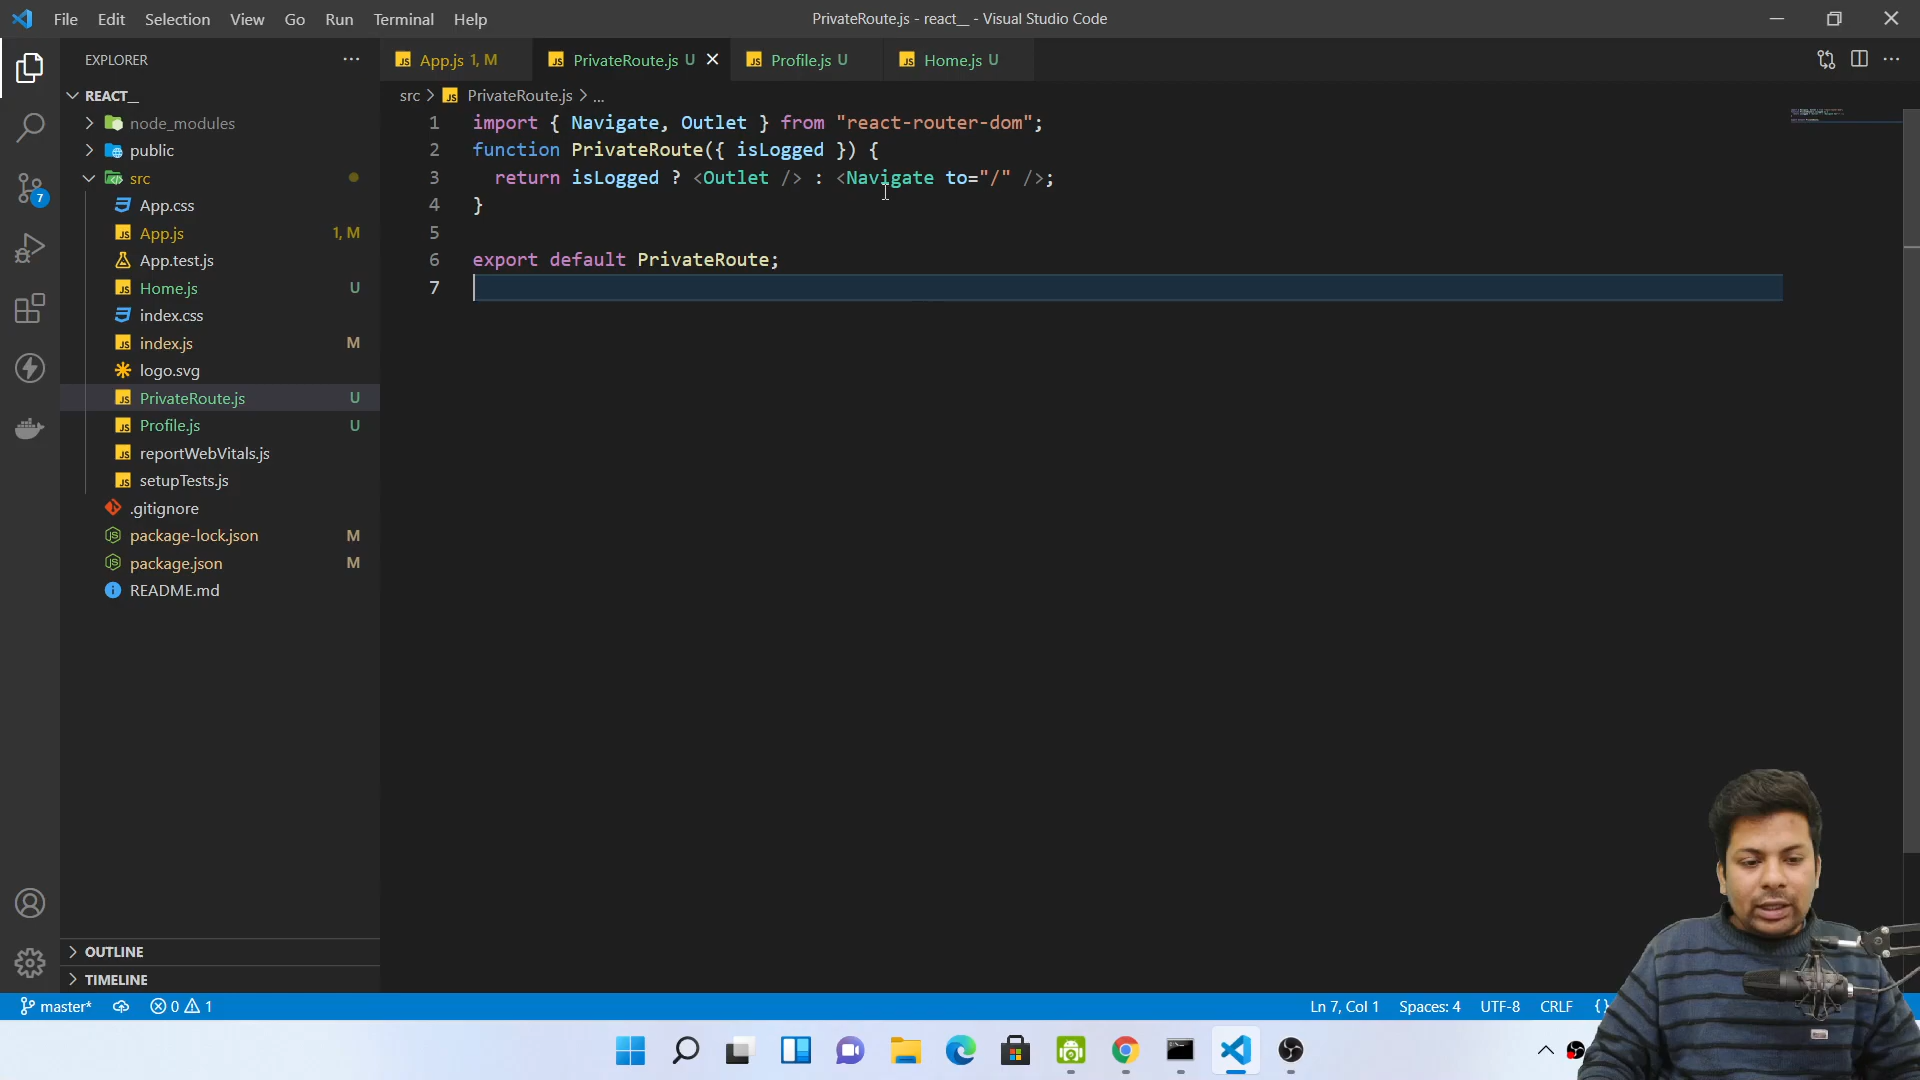 File Edit Selection View Go Run Terminal Help
PrivateRoute.js - react__ - Visual Studio Code
EXPLORER
REACT__
node_modules
public
src
App.css
App.js 1, M
App.test.js
Home.js U
index.css
index.js M
logo.svg
PrivateRoute.js U
Profile.js U
reportWebVitals.js
setupTests.js
.gitignore
package-lock.json M
package.json M
README.md
OUTLINE
TIMELINE
7
App.js 1, M
PrivateRoute.js U
Profile.js U
Home.js U
src > PrivateRoute.js > ...
1 import { Navigate, Outlet } from "react-router-dom";
2 function PrivateRoute({ isLogged }) {
3 return isLogged ? <Outlet /> : <Navigate to="/" />;
4 }
5
6 export default PrivateRoute;
7
master* 0 1
Ln 7, Col 1 Spaces: 4 UTF-8 CRLF {}